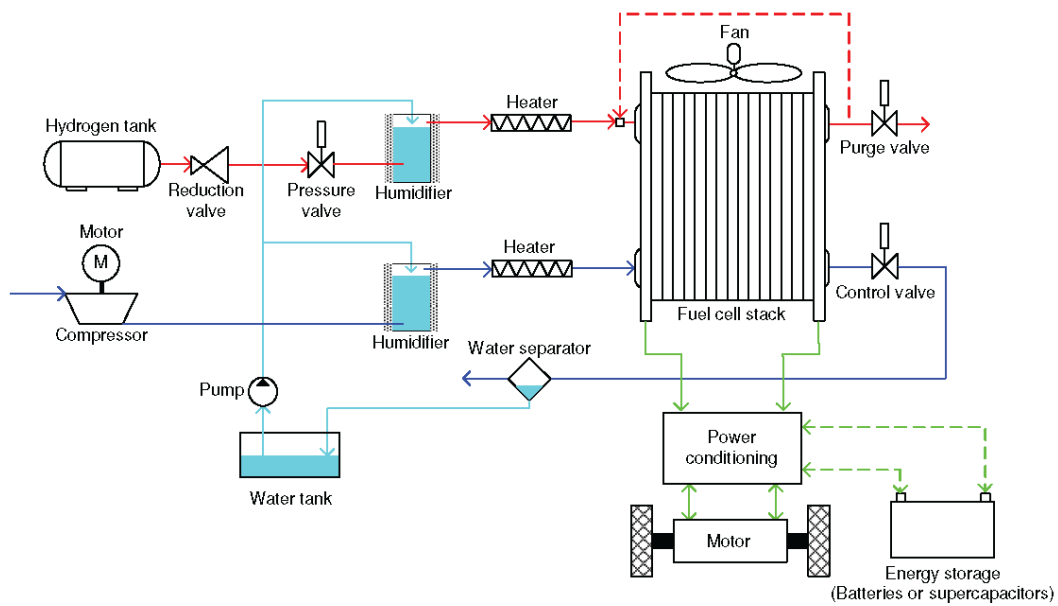 Fan
Heater
Hydrogen tank
Purge valve
Reduction
valve
Pressure
valve
Humidifier
Motor
M
Heater
Compressor
Humidifier
Fuel cell stack
Control valve
Water separator
Pump
Power
conditioning
Water tank
Motor
Energy storage
(Batteries or supercapacitors)